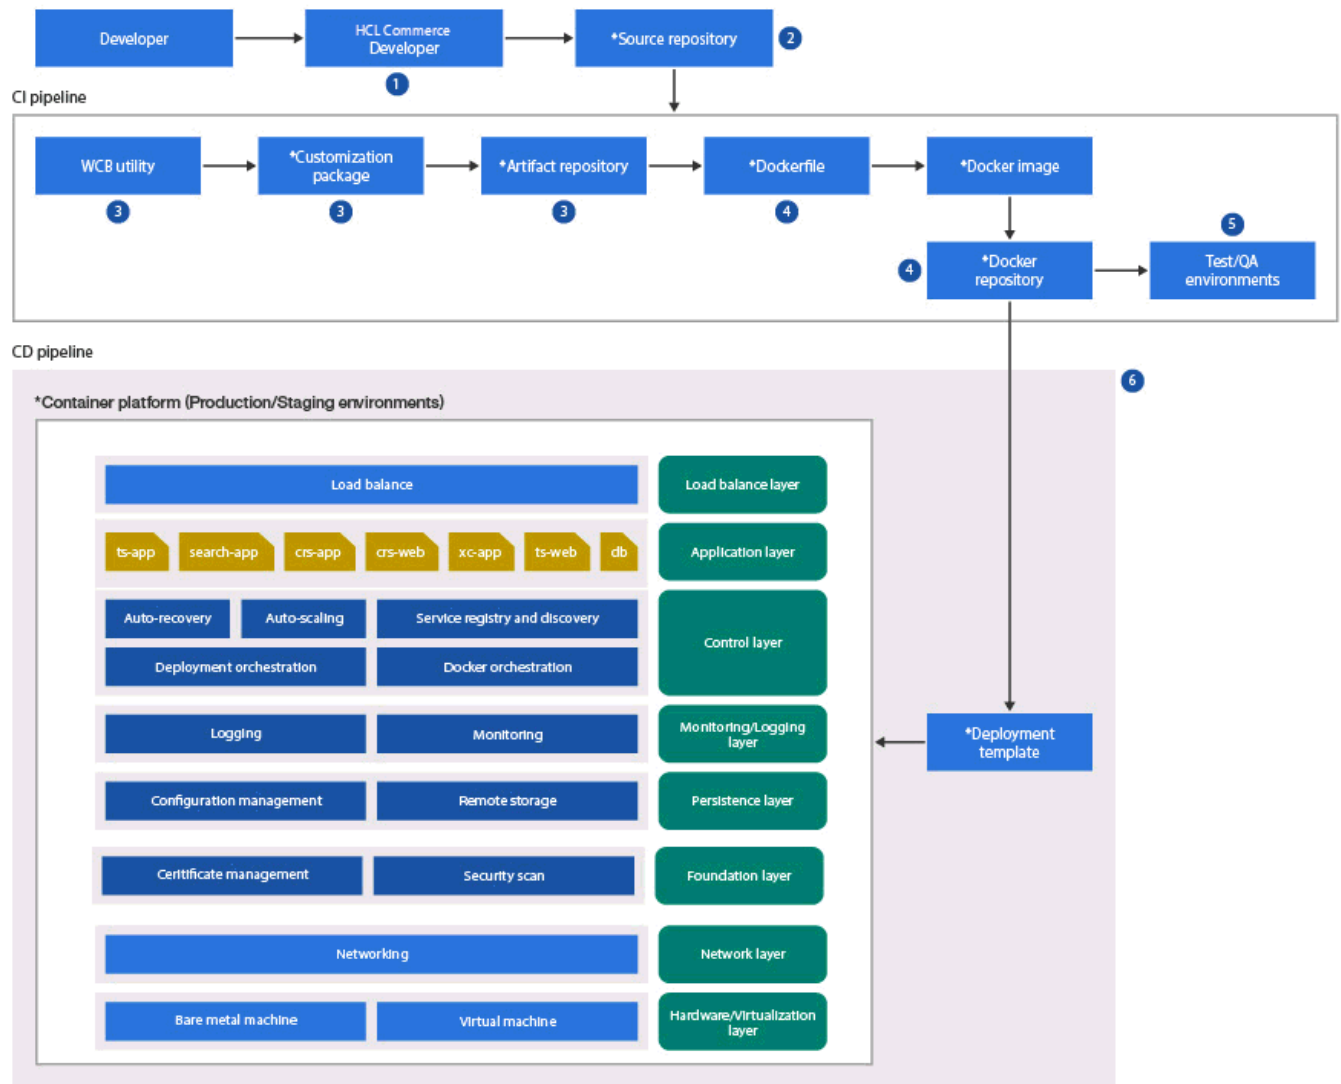 Developer
HCL Commerce
Developer
*Source repository
2
1
CI pipeline
WCB utility
*Customization
package
*Artifact repository
*Dockerfile
*Docker image
3
3
3
4
5
4
*Docker
repository
Test/QA
environments
CD pipeline
6
*Container platform (Production/Staging environments)
Load balance
Load balance layer
ts-app
search-app
crs-app
crs-web
xc-app
ts-web
db
Application layer
Auto-recovery
Auto-scaling
Service registry and discovery
Control layer
Deployment orchestration
Docker orchestration
Logging
Monitoring
Monitoring/Logging
layer
*Deployment
template
Configuration management
Remote storage
Persistence layer
Ceritificate management
Security scan
Foundation layer
Networking
Network layer
Bare metal machine
Virtual machine
Hardware/Virtualization
layer